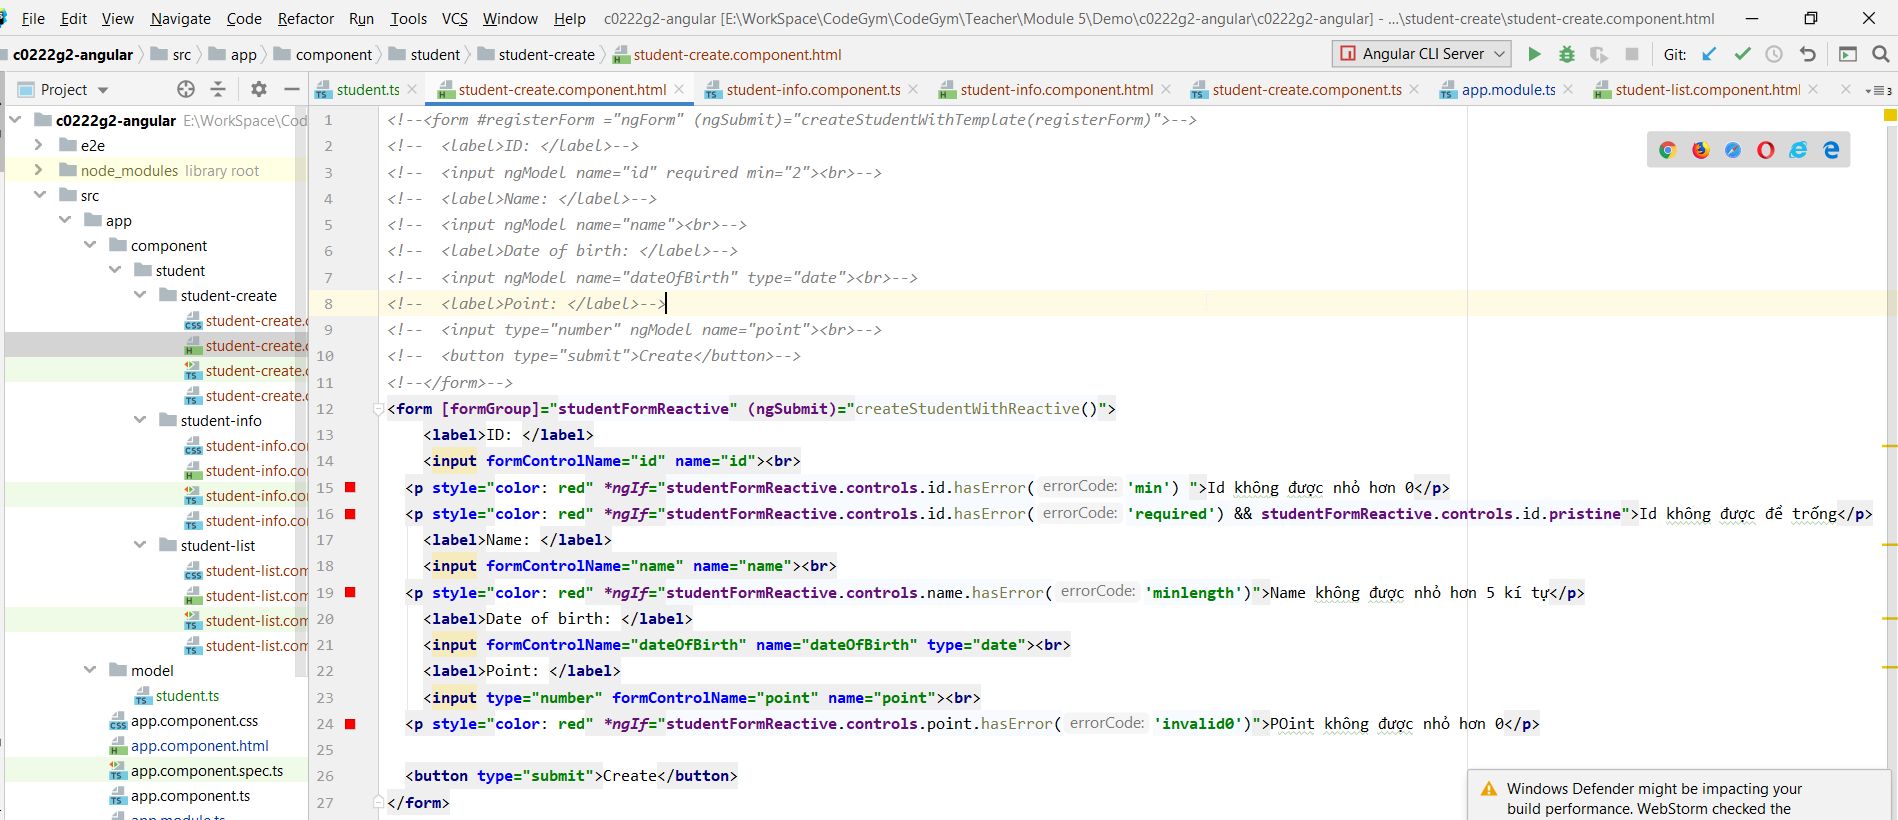 File Edit View Navigate Code Refactor Run Tools VCS Window Help c0222g2-angular [E:\WorkSpace\CodeGym\CodeGym\Teacher\Module 5\Demo\c0222g2-angular\c0222g2-angular] - ...\student-create\student-create.component.html
c0222g2-angular src app component student student-create student-create.component.html Angular CLI Server Git:
Project student.ts student-create.component.html student-info.component.ts student-info.component.html student-create.component.ts app.module.ts student-list.component.html 3
c0222g2-angular E:\WorkSpace\Cod
e2e
node_modules library root
src
app
component
student
student-create
student-create.c
student-create.c
student-create.c
student-create.c
student-info
student-info.co
student-info.co
student-info.co
student-info.co
student-list
student-list.com
student-list.com
student-list.com
student-list.com
model
student.ts
app.component.css
app.component.html
app.component.spec.ts
app.component.ts
app.module.ts
1 <!--<form #registerForm ="ngForm" (ngSubmit)="createStudentWithTemplate(registerForm)">-->
2 <!--  <label>ID: </label>-->
3 <!--  <input ngModel name="id" required min="2"><br>-->
4 <!--  <label>Name: </label>-->
5 <!--  <input ngModel name="name"><br>-->
6 <!--  <label>Date of birth: </label>-->
7 <!--  <input ngModel name="dateOfBirth" type="date"><br>-->
8 <!--  <label>Point: </label>-->
9 <!--  <input type="number" ngModel name="point"><br>-->
10 <!--  <button type="submit">Create</button>-->
11 <!--</form>-->
12 <form [formGroup]="studentFormReactive" (ngSubmit)="createStudentWithReactive()">
13 <label>ID: </label>
14 <input formControlName="id" name="id"><br>
15 <p style="color: red" *ngIf="studentFormReactive.controls.id.hasError( errorCode: 'min') ">Id không được nhỏ hơn 0</p>
16 <p style="color: red" *ngIf="studentFormReactive.controls.id.hasError( errorCode: 'required') && studentFormReactive.controls.id.pristine">Id không được để trống</p>
17 <label>Name: </label>
18 <input formControlName="name" name="name"><br>
19 <p style="color: red" *ngIf="studentFormReactive.controls.name.hasError( errorCode: 'minlength')">Name không được nhỏ hơn 5 kí tự</p>
20 <label>Date of birth: </label>
21 <input formControlName="dateOfBirth" name="dateOfBirth" type="date"><br>
22 <label>Point: </label>
23 <input type="number" formControlName="point" name="point"><br>
24 <p style="color: red" *ngIf="studentFormReactive.controls.point.hasError( errorCode: 'invalid0')">POint không được nhỏ hơn 0</p>
25
26 <button type="submit">Create</button>
27 </form>
Windows Defender might be impacting your
build performance. WebStorm checked the